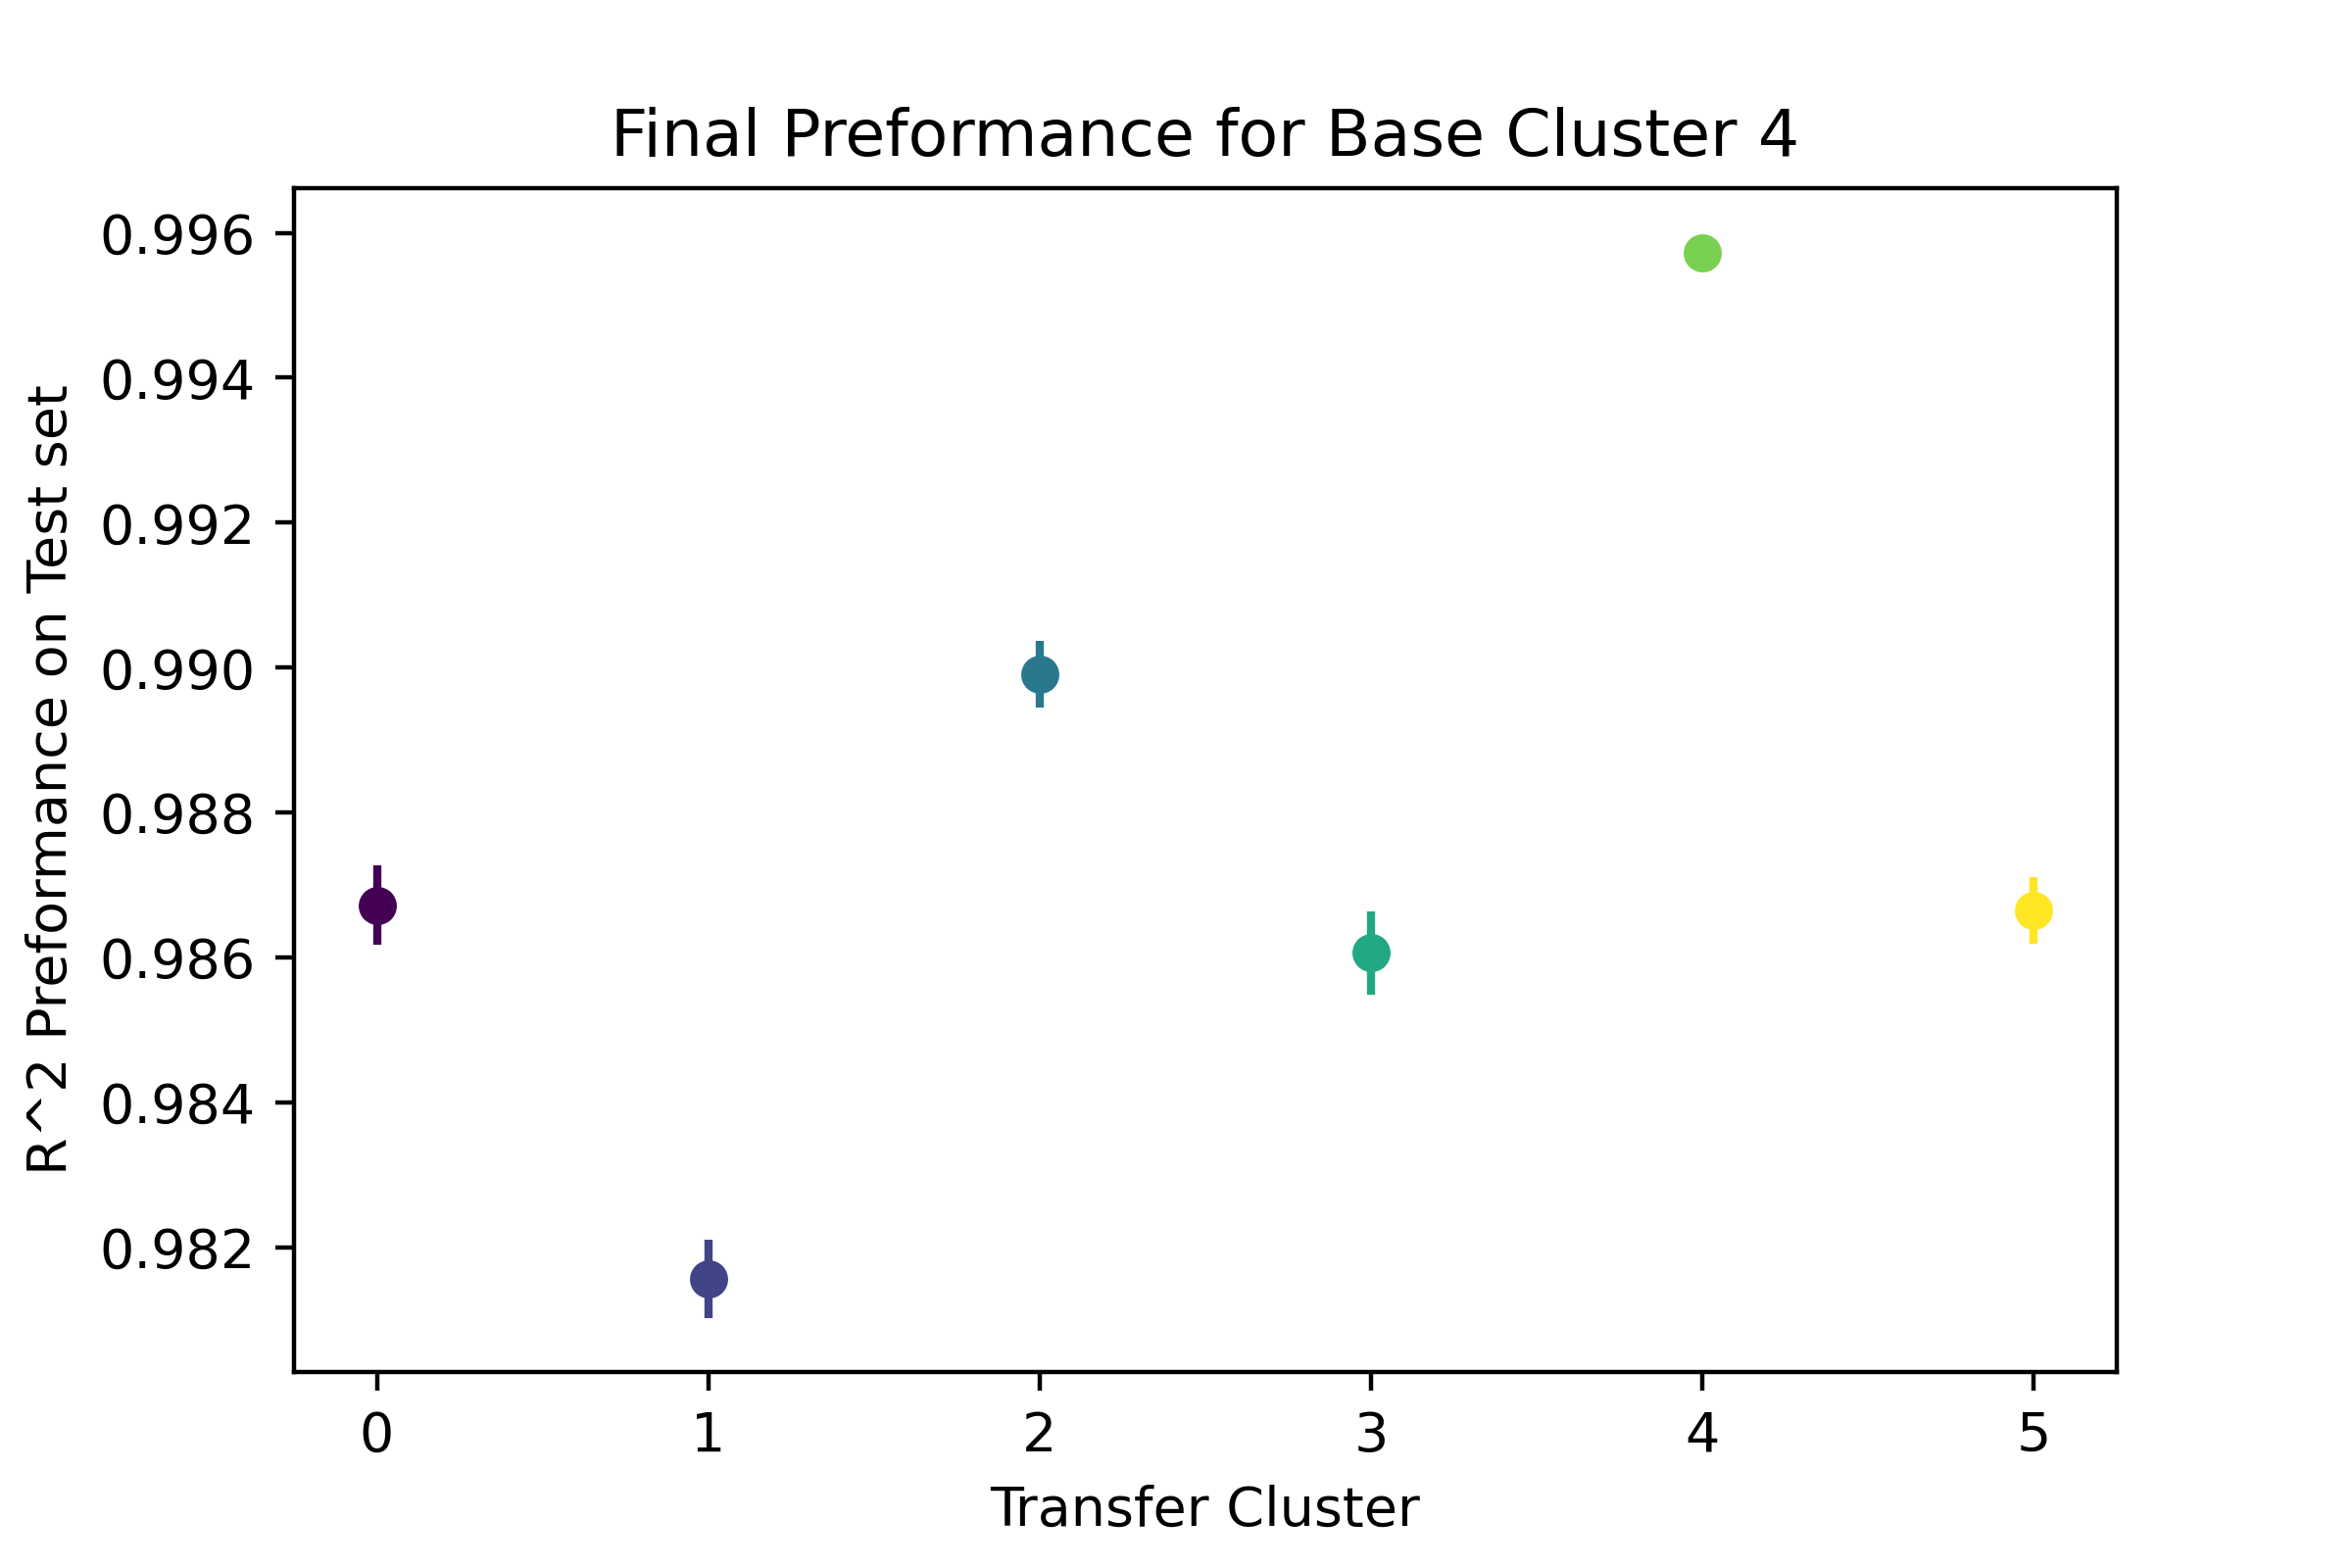 Final Preformance for Base Cluster 4
R^2 Preformance on Test set
0.996
0.994
0.992
0.990
0.988
0.986
0.984
0.982
0 1 2 3 4 5
Transfer Cluster